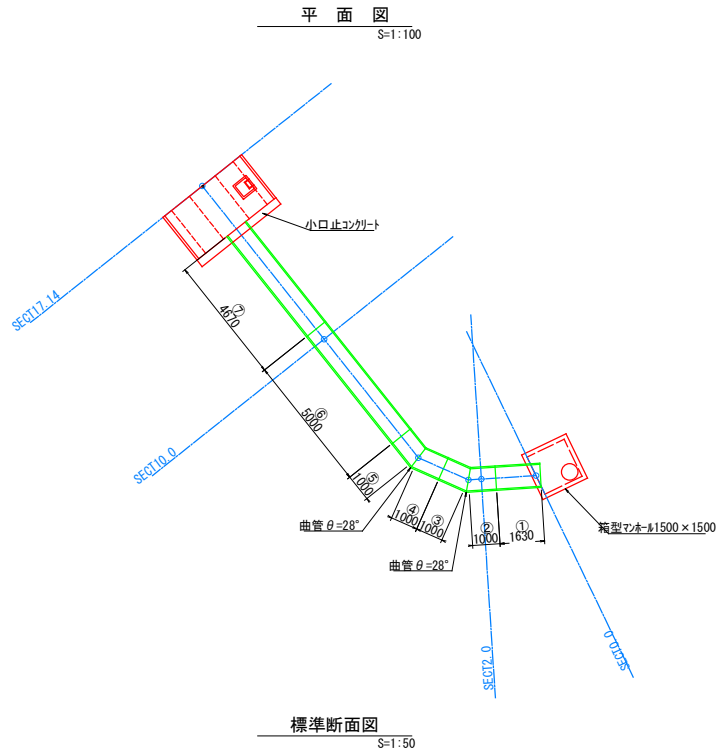 平 面 図
S=1:100
小口止コンクリート
SECT17.14
⑦
4670
⑥
5000
SECT10.0
⑤
1000
④
1000
③
1000
曲管θ=28°
②
1000
①
1630
箱型マンホール1500×1500
曲管θ=28°
SECT2.0
SECT0.0
標準断面図
S=1:50